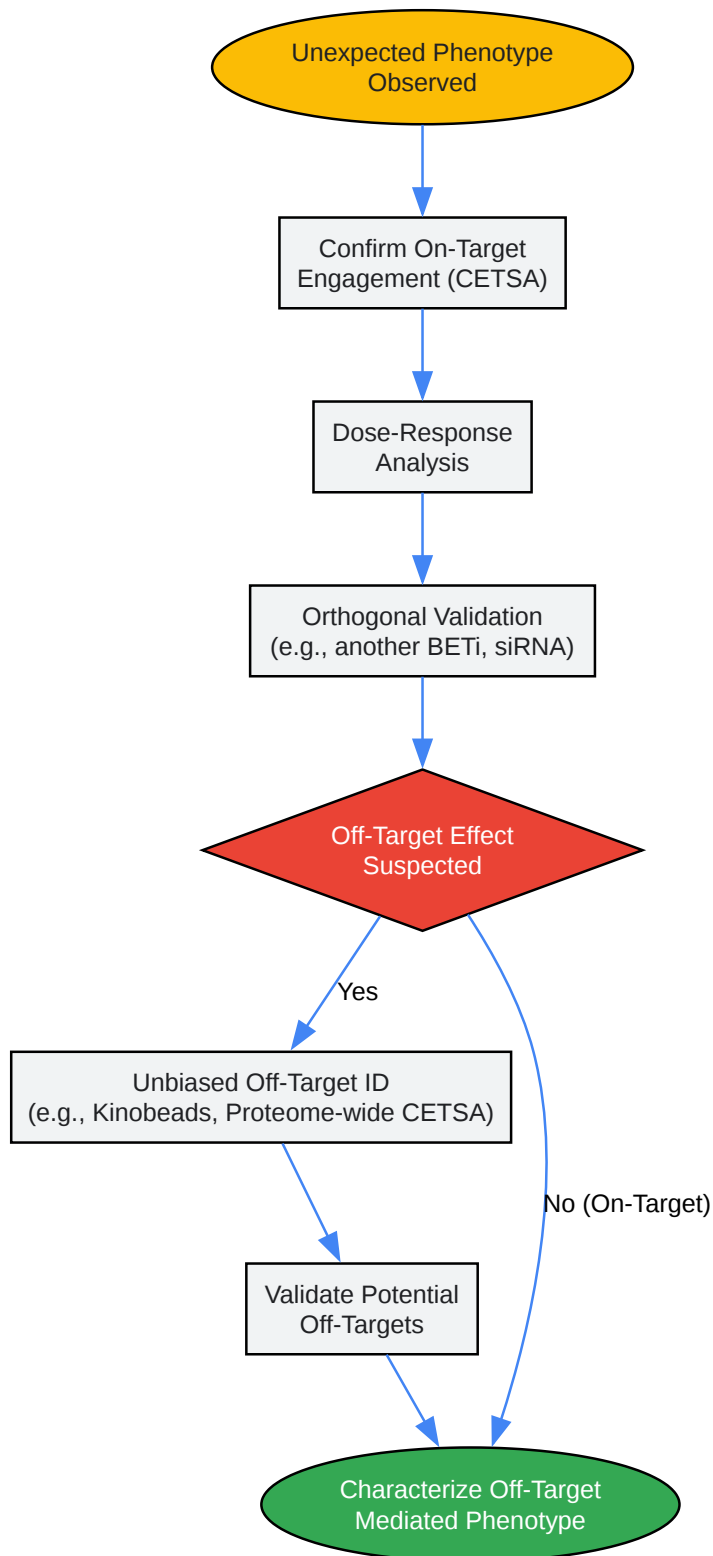 Unexpected Phenotype
Observed
Confirm On-Target
Engagement (CETSA)
Dose-Response
Analysis
Orthogonal Validation
(e.g., another BETi, siRNA)
Off-Target Effect
Suspected
Yes
Unbiased Off-Target ID
(e.g., Kinobeads, Proteome-wide CETSA)
No (On-Target)
Validate Potential
Off-Targets
Characterize Off-Target
Mediated Phenotype